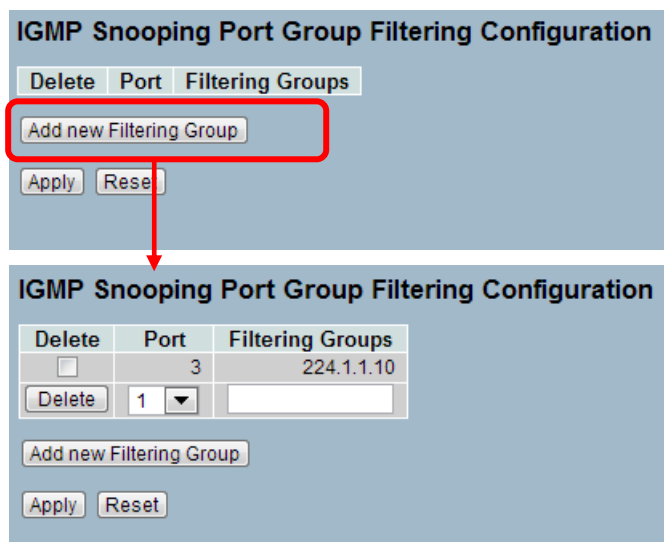 IGMP Snooping Port Group Filtering Configuration
Delete Port Filtering Groups
Add new Filtering Group
Apply Reset
IGMP Snooping Port Group Filtering Configuration
Delete Port Filtering Groups
3 224.1.1.10
Delete 1
Add new Filtering Group
Apply Reset